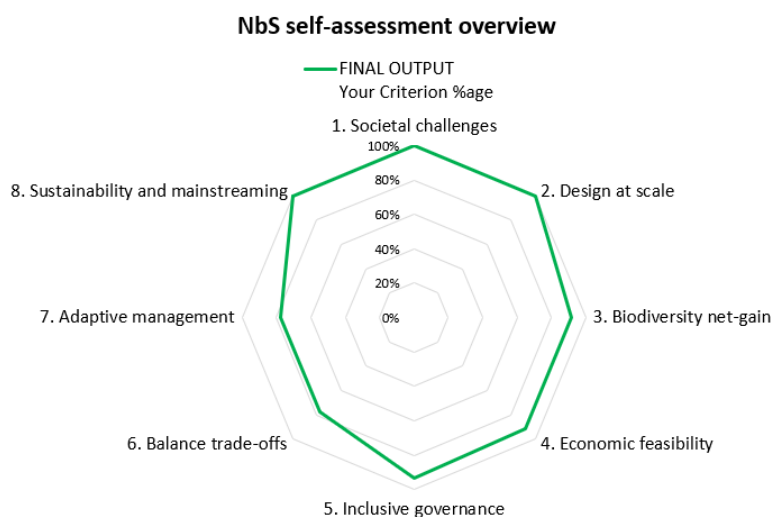 NbS self-assessment overview
FINAL OUTPUT
Your Criterion %age
1. Societal challenges
100%
8. Sustainability and mainstreaming
80%
2. Design at scale
60%
40%
20%
7. Adaptive management
0%
3. Biodiversity net-gain
6. Balance trade-offs
4. Economic feasibility
5. Inclusive governance